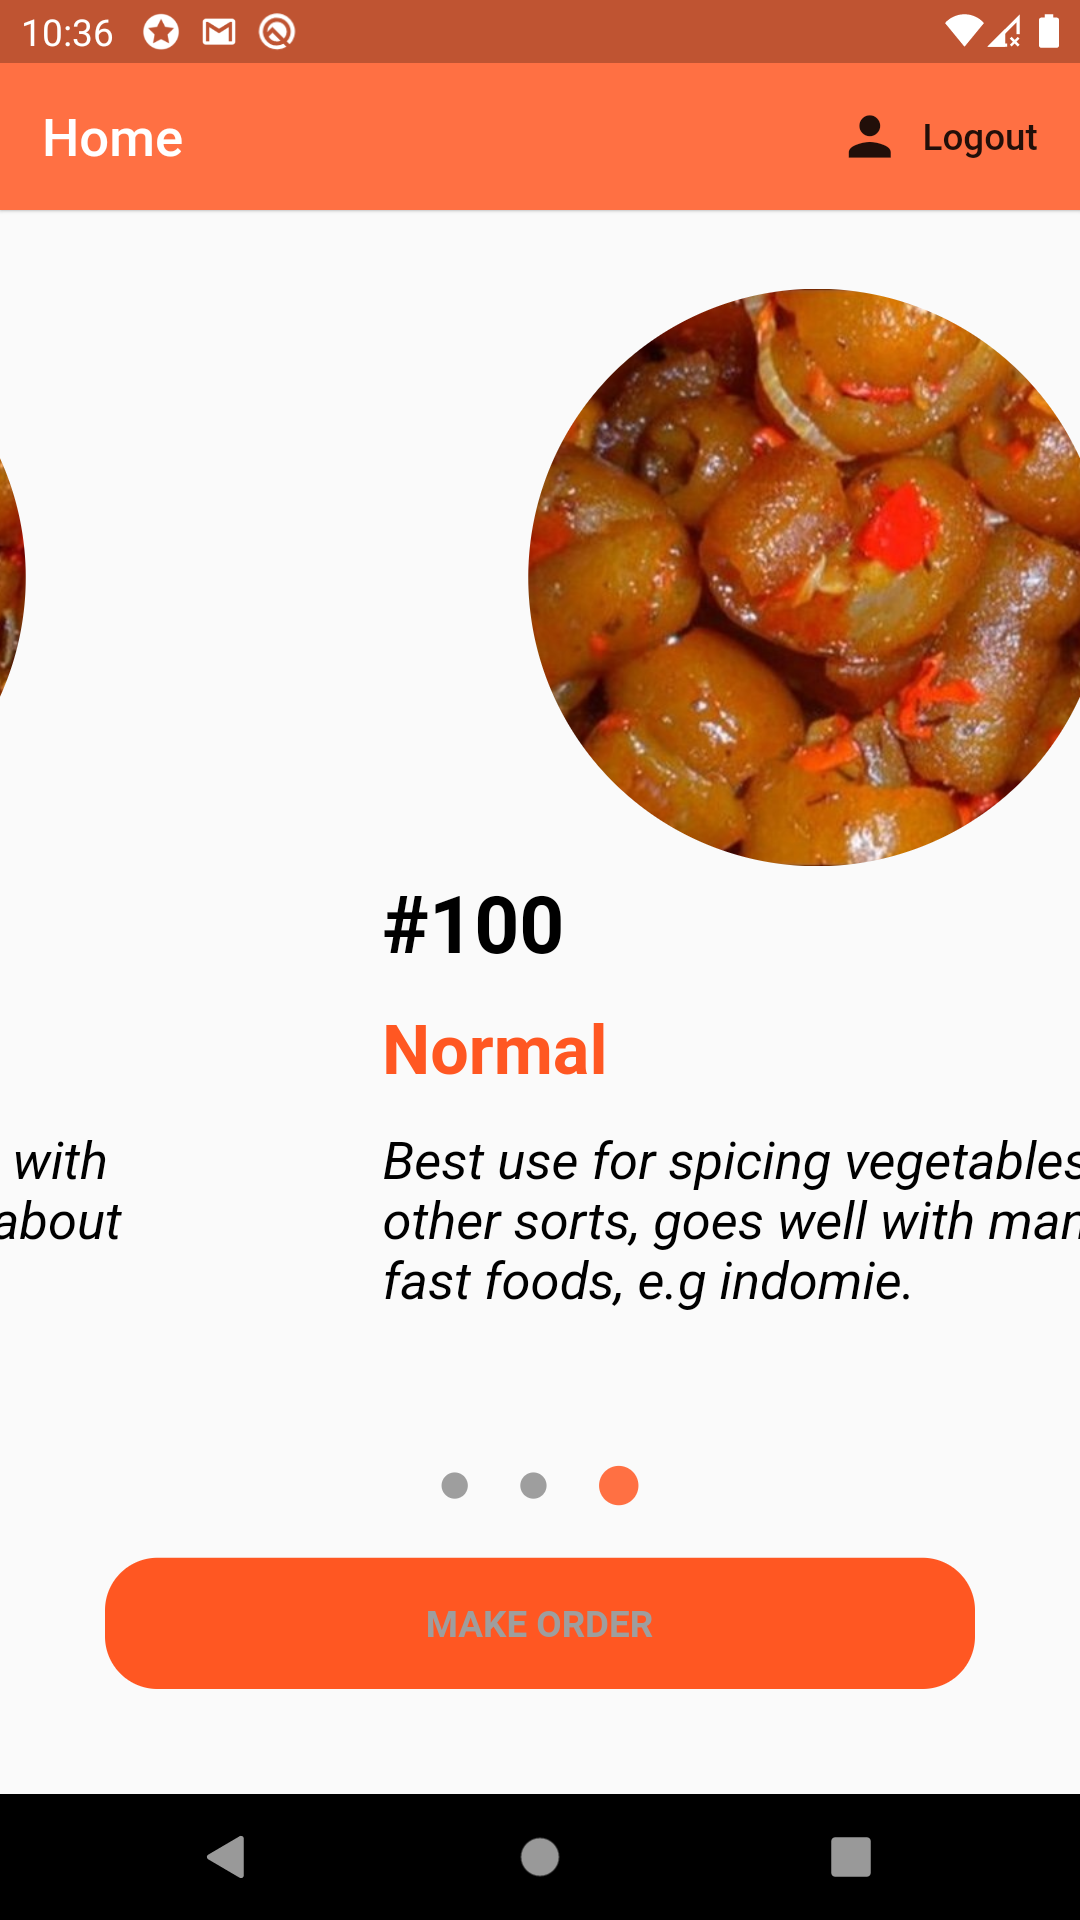 10:36
Home
Logout
#100
Normal
with
about
Best use for spicing vegetables
other sorts, goes well with man
fast foods, e.g indomie.
MAKE ORDER